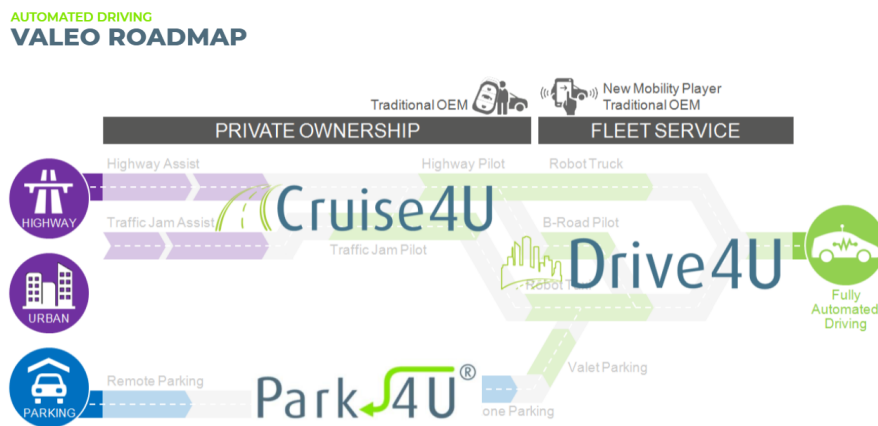 AUTOMATED DRIVING
VALEO ROADMAP
Traditional OEM
New Mobility Player
Traditional OEM
PRIVATE OWNERSHIP
FLEET SERVICE
Highway Assist
Highway Pilot
Robot Truck
HIGHWAY
Traffic Jam Assist
Cruise4U
B-Road Pilot
Traffic Jam Pilot
Drive4U
Robot T
URBAN
Fully
Automated
Driving
Valet Parking
Remote Parking
Park4U®
one Parking
PARKING